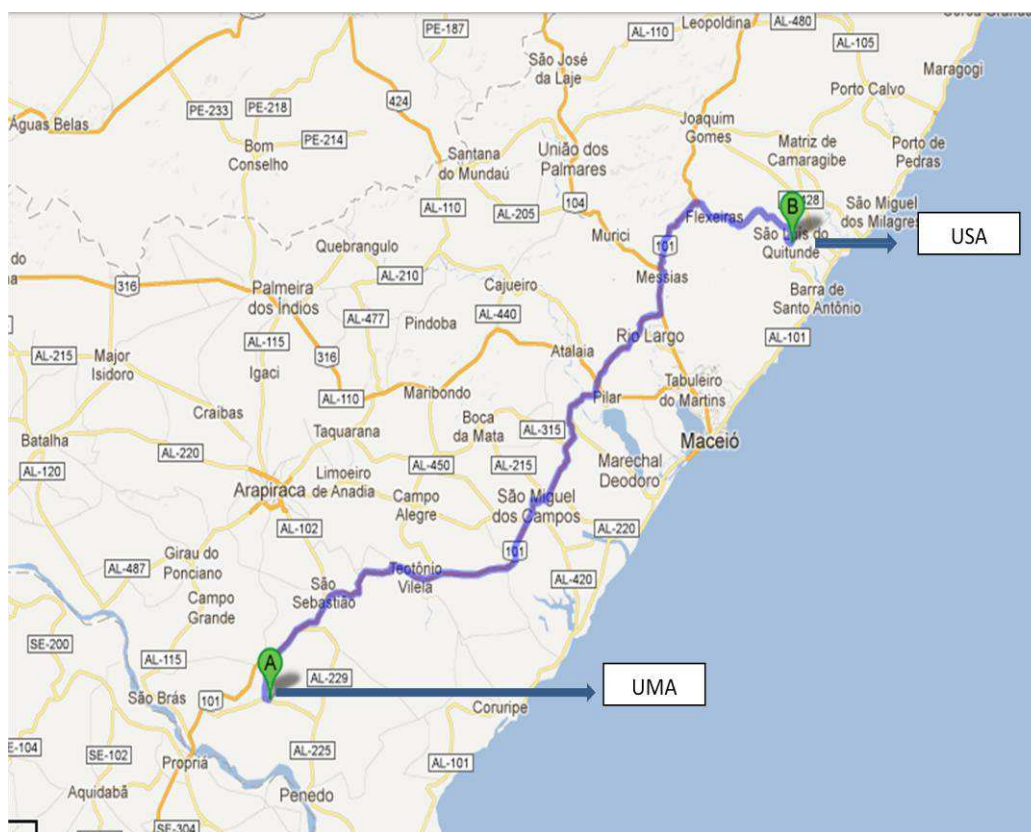 PE-187
Leopoldina
AL-110
AL-480
AL-105
Maragogi
São José
da Laje
Porto Calvo
424
PE-233
PE-218
Águas Belas
PE-214
Bom
Conselho
Joaquim
Gomes
União dos
Palmares
Matriz de
Camaragibe
Porto de
Pedras
Santana
do Mundaú
AL-110
AL-205
104
B
São Miguel
dos Milagres
Flexeiras
Murici
101
São Luís do
Quitunde
USA
Quebrangulo
AL-210
Messias
316
Palmeira
dos Índios
Cajueiro
Barra de
Santo Antônio
AL-477
Pindoba
AL-440
AL-115
Rio Largo
AL-101
AL-215
Major
Isidoro
316
Igaci
Atalaia
AL-110
Maribondo
Pilar
Tabuleiro
do Martins
Craibas
Boca
da Mata
Batalha
Taquarana
AL-315
Maceió
AL-220
AL-120
Limoeiro
de Anadia
AL-450
AL-215
Marechal
Deodoro
Arapiraca
Campo
Alegre
São Miguel
dos Campos
AL-102
AL-220
101
Girau do
Ponciano
AL-487
Teotônio
Vilela
AL-420
São
Sebastião
Campo
Grande
SE-200
AL-115
A
AL-229
São Brás
101
UMA
Coruripe
SE-102
AL-225
AL-101
Propriá
Aquidabã
Penedo
SE-304